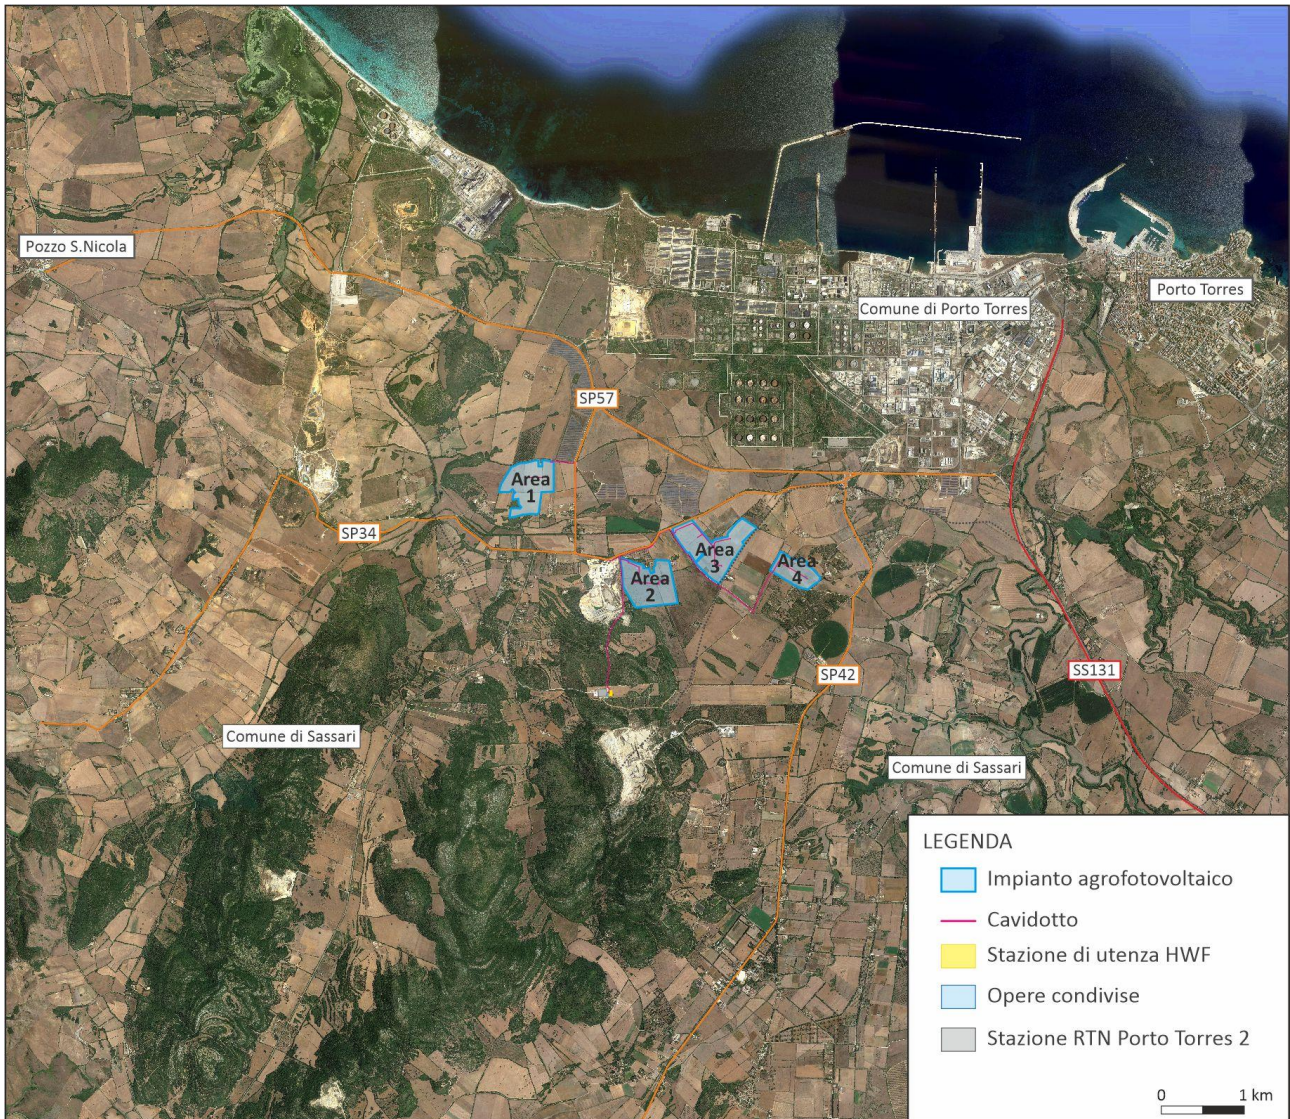 Pozzo S.Nicola
Porto Torres
Comune di Porto Torres
SP57
Area
1
SP34
Area
3
Area
4
Area
2
SS131
SP42
Comune di Sassari
Comune di Sassari
LEGENDA
Impianto agrofotovoltaico
Cavidotto
Stazione di utenza HWF
Opere condivise
Stazione RTN Porto Torres 2
0 1 km